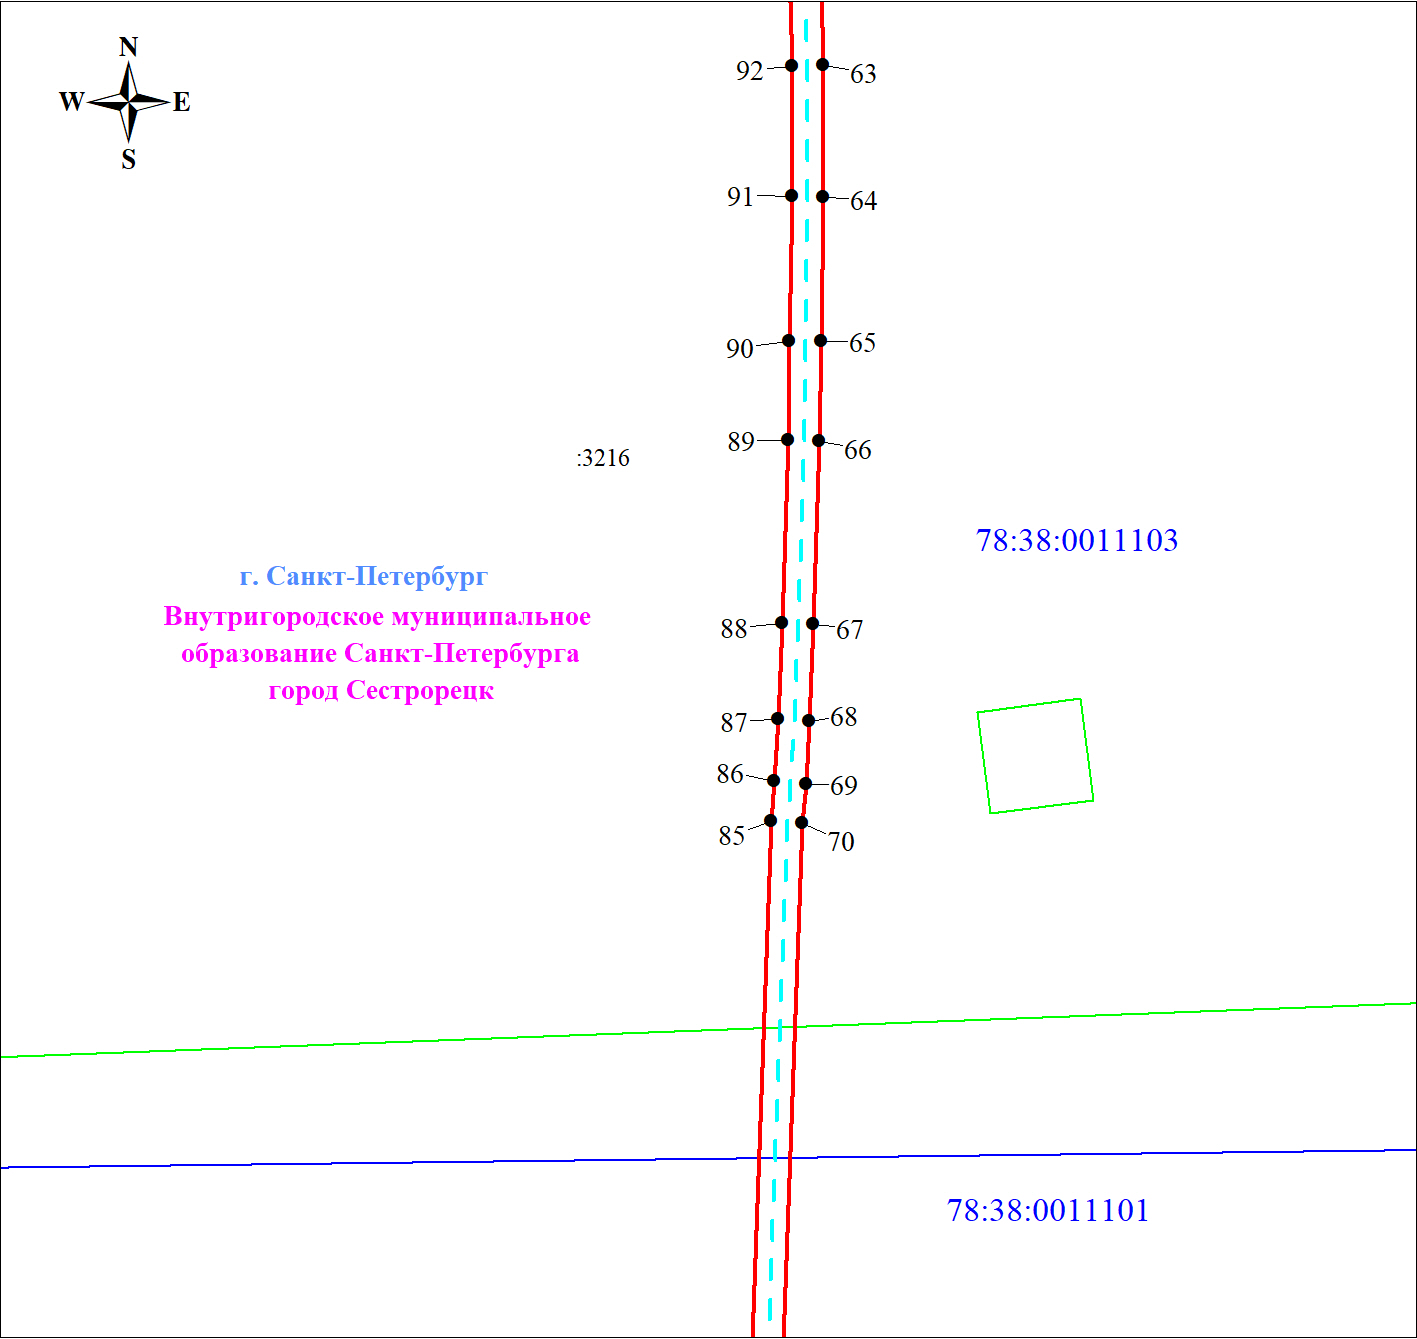 N
W E
S
92 63
91 64
90 65
89 66
:3216
78:38:0011103
г. Санкт-Петербург
Внутригородское муниципальное
образование Санкт-Петербурга
город Сестрорецк
88 67
87 68
86 69
85 70
78:38:0011101